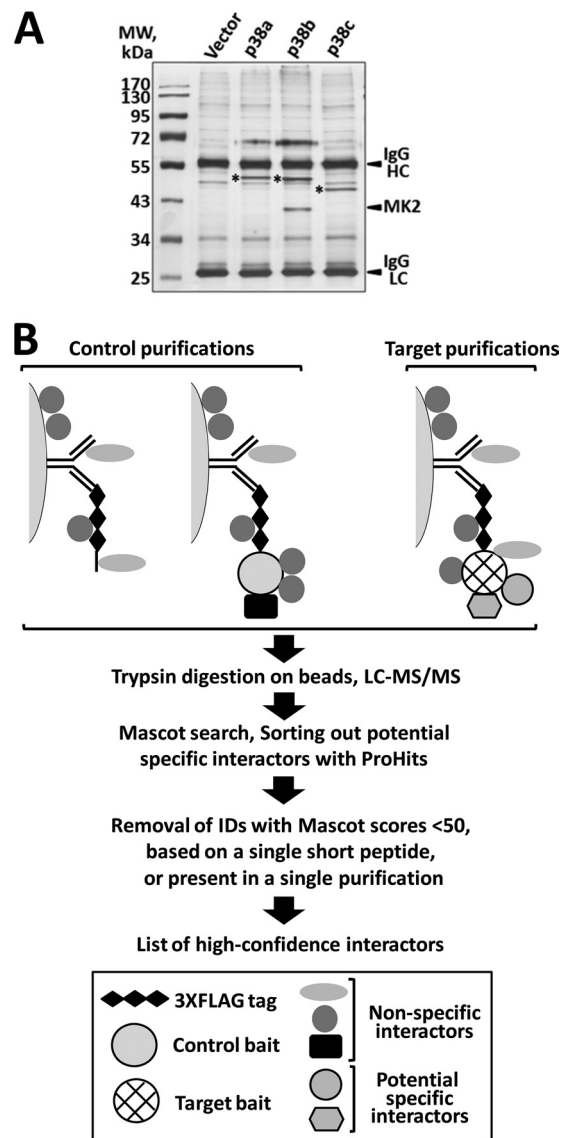 A
MW,
kDa
Vector
p38a
p38b
p38c
170
130
95
72
55
43
34
25
*
*
*
IgG
HC
MK2
IgG
LC
B
Control purifications
Target purifications
Trypsin digestion on beads, LC-MS/MS
Mascot search, Sorting out potential
specific interactors with ProHits
Removal of IDs with Mascot scores <50,
based on a single short peptide,
or present in a single purification
List of high-confidence interactors
3XFLAG tag
Control bait
Target bait
Non-specific
interactors
Potential
specific
interactors